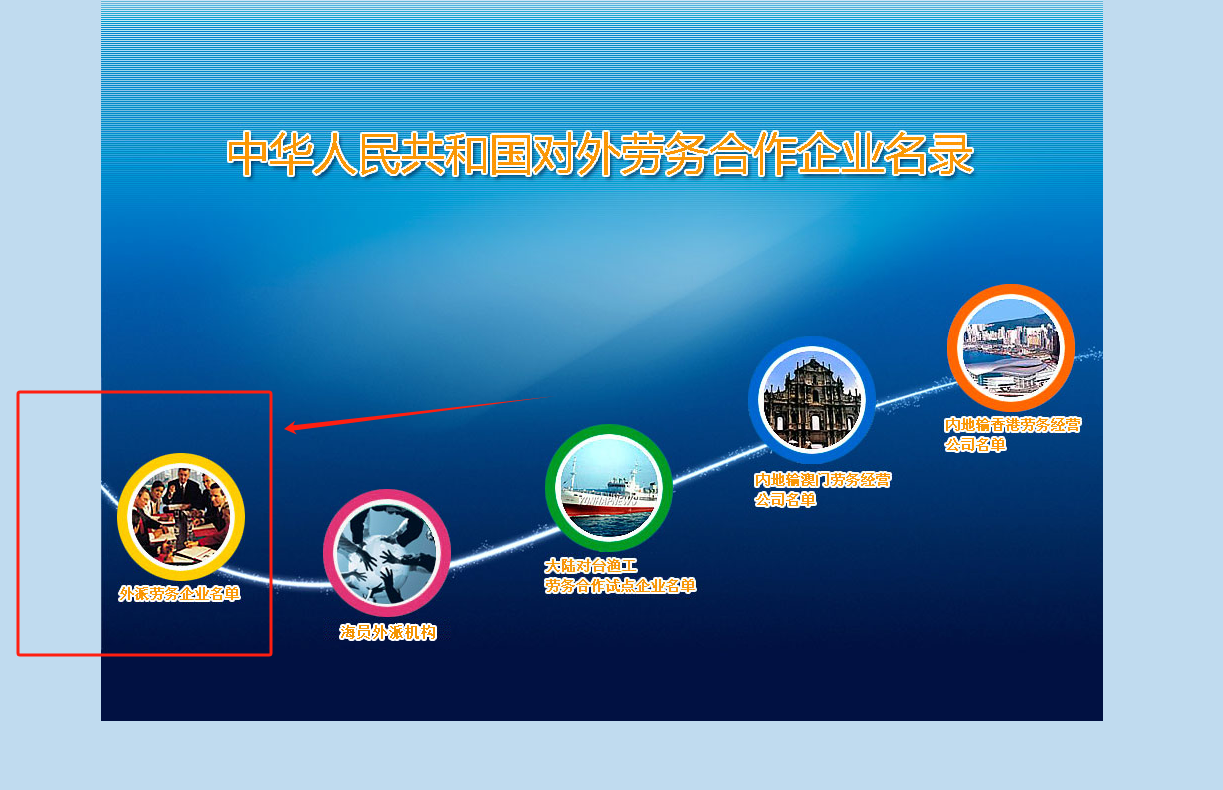 中华人民共和国对外劳务合作企业名录
内地输香港劳务经营
公司名单
内地输澳门劳务经营
公司名单
YONHAPNEWS
大陆对台渔工
劳务合作试点企业名单
外派劳务企业名单
海员外派机构